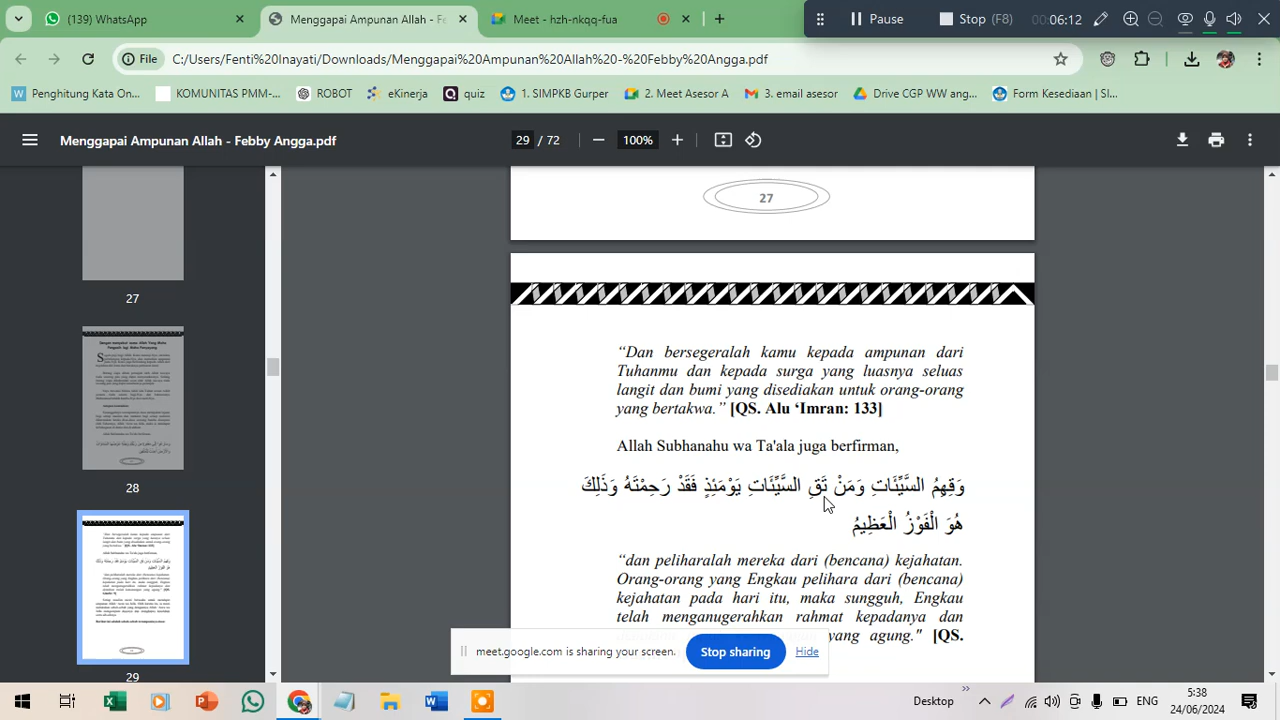 (139) WhatsApp
Menggapai Ampunan Allah - Fe
Meet - hzh-nkqq-fua
Pause
Stop (F8)
00:06:12
File
C:/Users/Fenti%20Inayati/Downloads/Menggapai%20Ampunan%20Allah%20-%20Febby%20Angga.pdf
Penghitung Kata On...
KOMUNITAS PMM-...
ROBOT
eKinerja
quiz
1. SIMPKB Gurper
2. Meet Asesor A
3. email asesor
Drive CGP WW ang...
Form Kesediaan | Sl...
Menggapai Ampunan Allah - Febby Angga.pdf
29 / 72
100%
27
28
29
27
“Dan bersegeralah kamu kepada ampunan dari
Tuhanmu dan kepada surga yang luasnya seluas
langit dan bumi yang disediakan untuk orang-orang
yang bertakwa.” [QS. Alu ‘Imran: 133]
Allah Subhanahu wa Ta'ala juga berfirman,
وَقِهِمُ السَّيِّئَاتِ وَمَنْ تَقِ السَّيِّئَاتِ يَوْمَئِذٍ فَقَدْ رَحِمْتَهُ وَذَلِكَ
هُوَ الْفَوْزُ الْعَظِيمُ
“dan peliharalah mereka dari (bencana) kejahatan.
Orang-orang yang Engkau pelihara dari (bencana)
kejahatan pada hari itu, maka sungguh, Engkau
telah menganugerahkan rahmat kepadanya dan
yang agung." [QS.
meet.google.com is sharing your screen.
Stop sharing
Hide
Desktop
ENG
5:38
24/06/2024